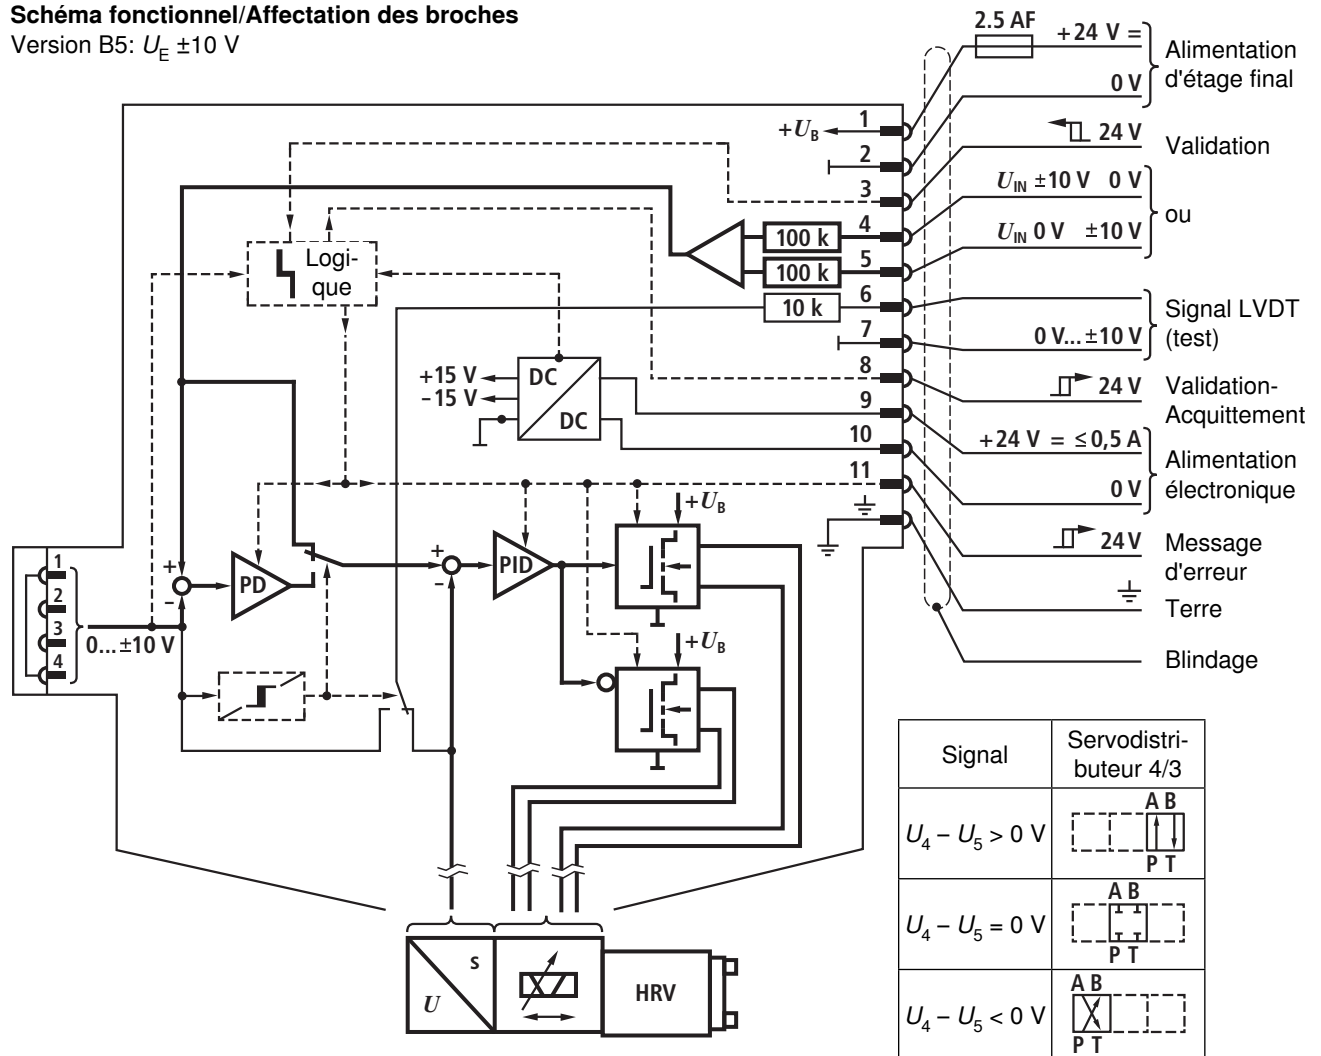 Schéma fonctionnel/Affectation des broches
Version B5: UE ±10 V
2.5 AF
+24 V =
0 V
Alimentation
d'étage final
24 V
Validation
UIN ±10 V 0 V
UIN 0 V ±10 V
ou
Signal LVDT
(test)
0 V... ±10 V
24 V
Validation-
Acquittement
+24 V = ≤ 0,5 A
0 V
Alimentation
électronique
24 V
Message
d'erreur
Terre
Blindage
+UB
1
2
3
4
5
6
7
8
9
10
11
100 k
100 k
10 k
Logi-
que
+15 V
-15 V
DC
DC
+UB
+
-
PD
+
-
PID
+UB
1
2
3
4
0...±10 V
U
s
HRV
Signal
Servodistri-
buteur 4/3
U4 – U5 > 0 V
A B
P T
U4 – U5 = 0 V
A B
P T
U4 – U5 < 0 V
A B
P T